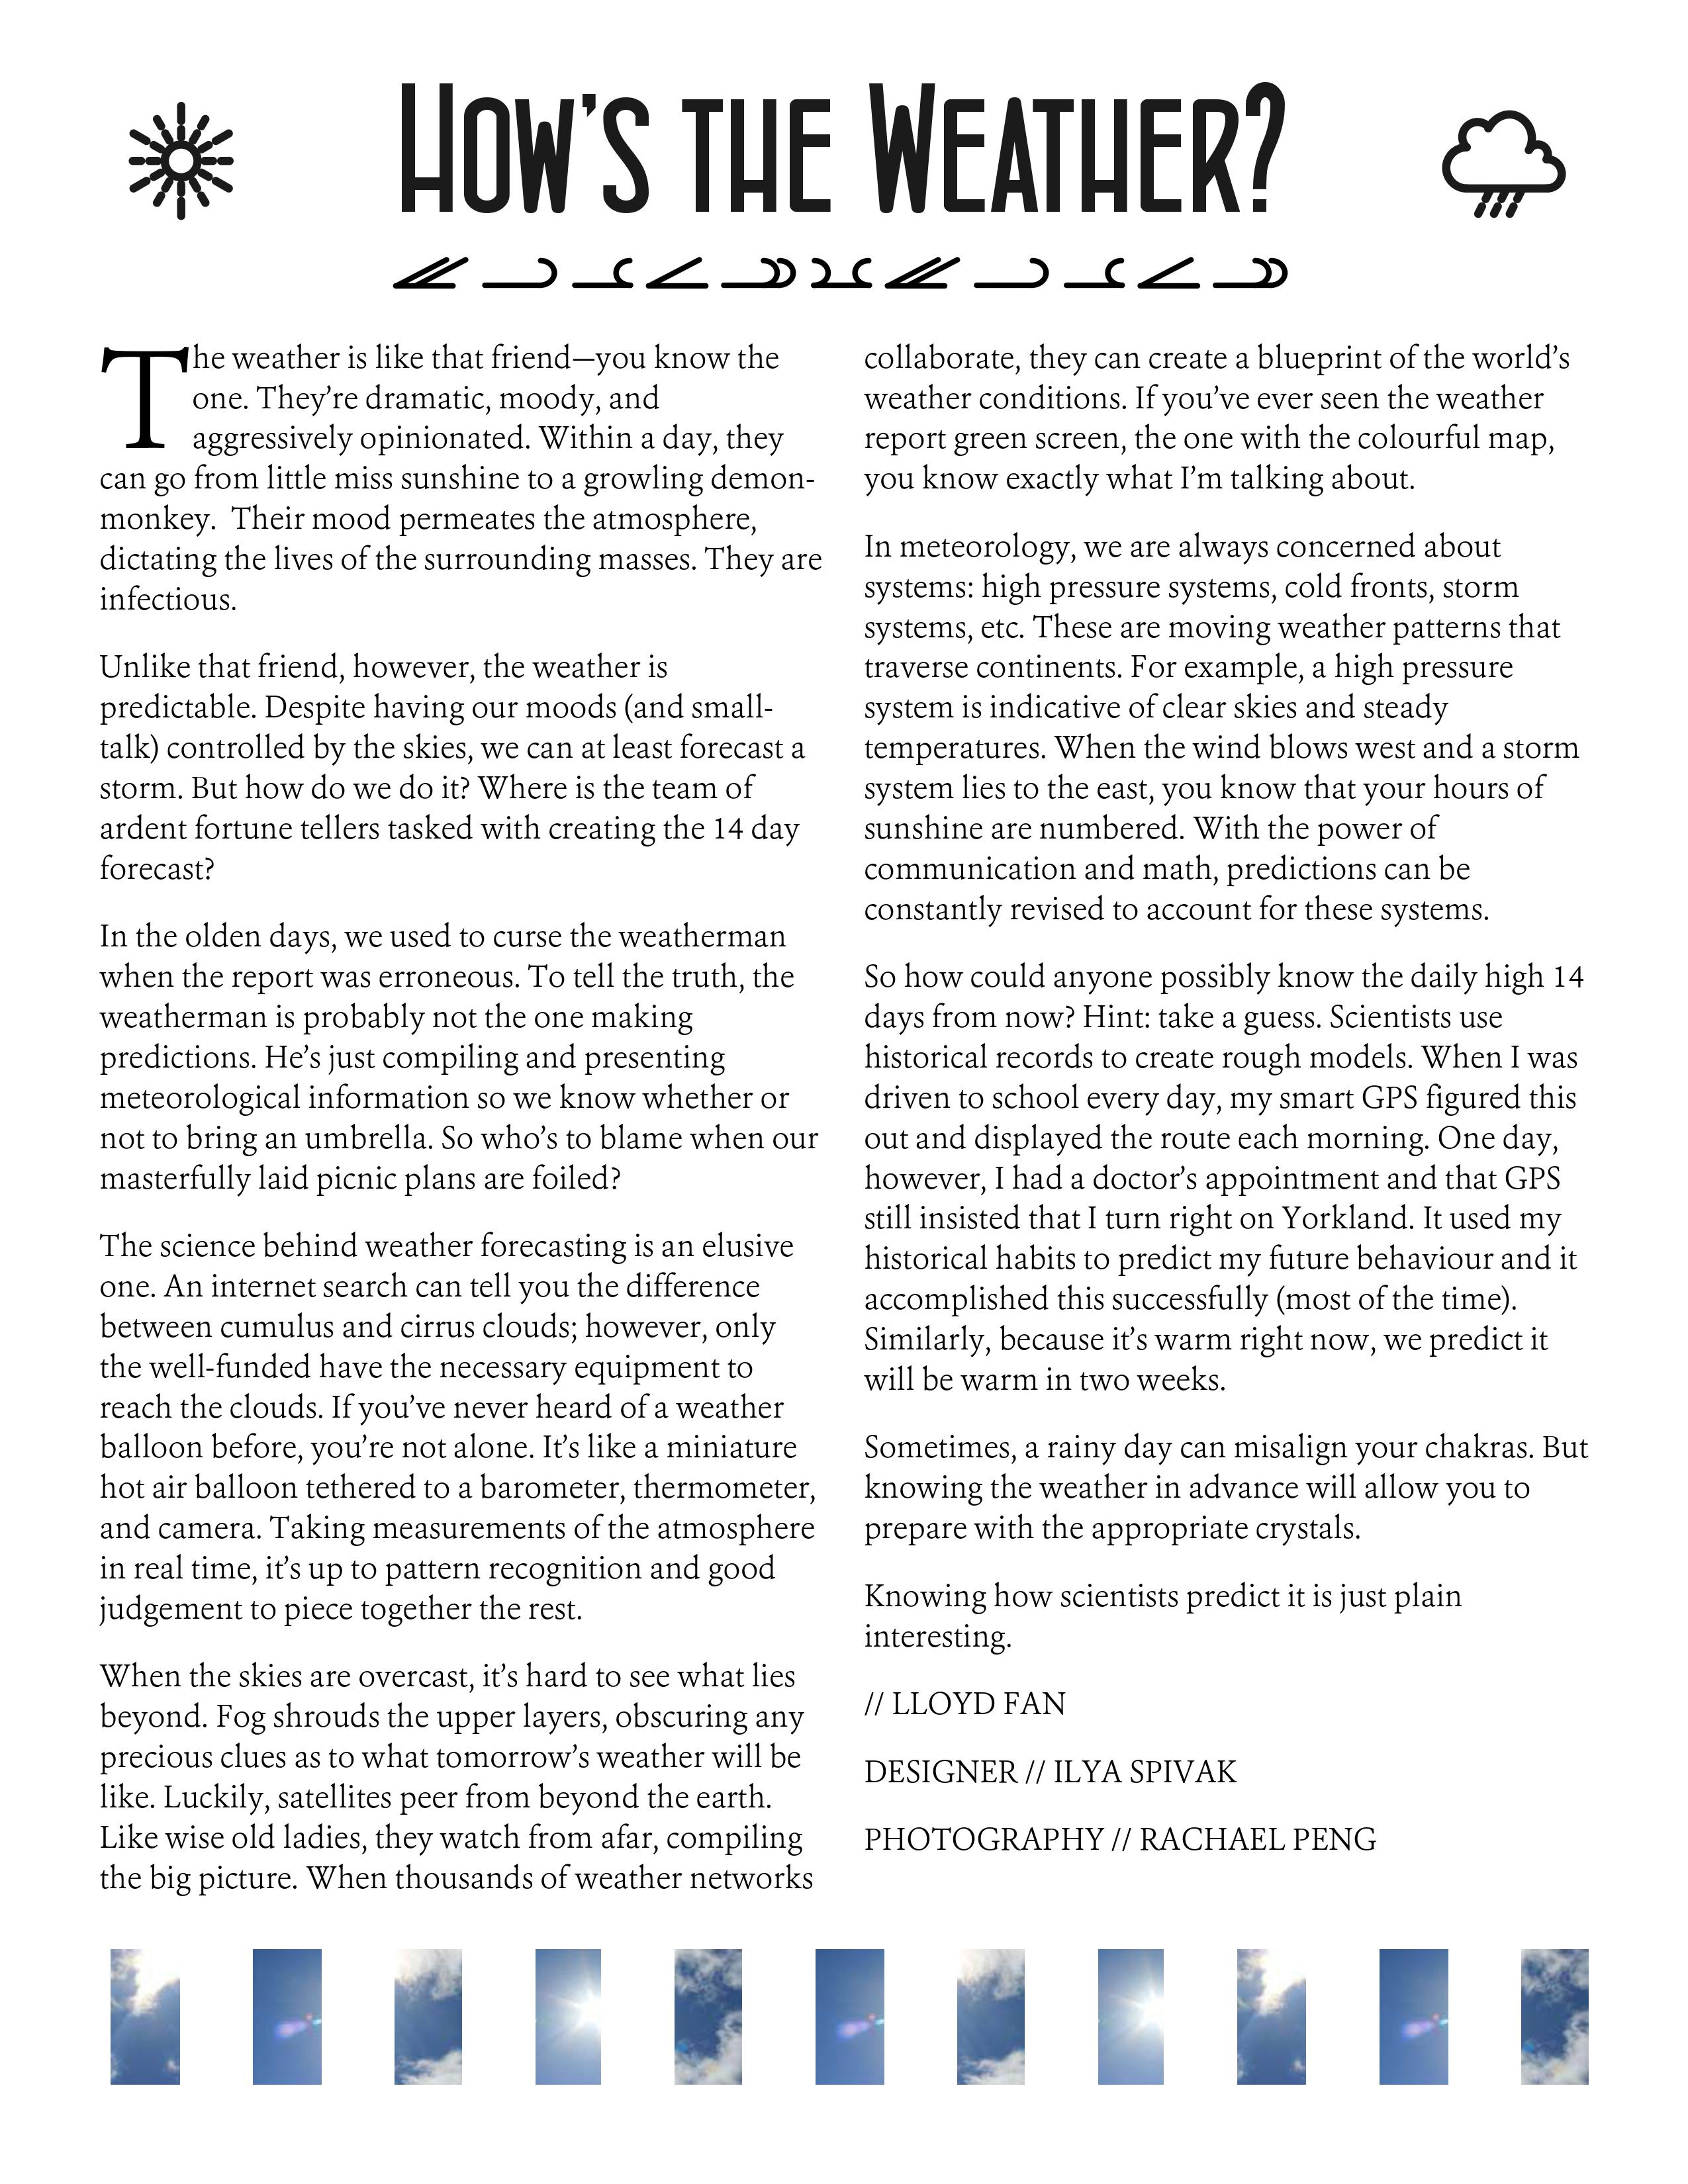 How's the Weather?
The weather is like that friend—you know the
one. They're dramatic, moody, and
aggressively opinionated. Within a day, they
can go from little miss sunshine to a growling demon-
monkey.  Their mood permeates the atmosphere,
dictating the lives of the surrounding masses. They are
infectious.
Unlike that friend, however, the weather is
predictable. Despite having our moods (and small-
talk) controlled by the skies, we can at least forecast a
storm. But how do we do it? Where is the team of
ardent fortune tellers tasked with creating the 14 day
forecast?
In the olden days, we used to curse the weatherman
when the report was erroneous. To tell the truth, the
weatherman is probably not the one making
predictions. He's just compiling and presenting
meteorological information so we know whether or
not to bring an umbrella. So who's to blame when our
masterfully laid picnic plans are foiled?
The science behind weather forecasting is an elusive
one. An internet search can tell you the difference
between cumulus and cirrus clouds; however, only
the well-funded have the necessary equipment to
reach the clouds. If you've never heard of a weather
balloon before, you're not alone. It's like a miniature
hot air balloon tethered to a barometer, thermometer,
and camera. Taking measurements of the atmosphere
in real time, it's up to pattern recognition and good
judgement to piece together the rest.
When the skies are overcast, it's hard to see what lies
beyond. Fog shrouds the upper layers, obscuring any
precious clues as to what tomorrow's weather will be
like. Luckily, satellites peer from beyond the earth.
Like wise old ladies, they watch from afar, compiling
the big picture. When thousands of weather networks
collaborate, they can create a blueprint of the world's
weather conditions. If you've ever seen the weather
report green screen, the one with the colourful map,
you know exactly what I'm talking about.
In meteorology, we are always concerned about
systems: high pressure systems, cold fronts, storm
systems, etc. These are moving weather patterns that
traverse continents. For example, a high pressure
system is indicative of clear skies and steady
temperatures. When the wind blows west and a storm
system lies to the east, you know that your hours of
sunshine are numbered. With the power of
communication and math, predictions can be
constantly revised to account for these systems.
So how could anyone possibly know the daily high 14
days from now? Hint: take a guess. Scientists use
historical records to create rough models. When I was
driven to school every day, my smart GPS figured this
out and displayed the route each morning. One day,
however, I had a doctor's appointment and that GPS
still insisted that I turn right on Yorkland. It used my
historical habits to predict my future behaviour and it
accomplished this successfully (most of the time).
Similarly, because it's warm right now, we predict it
will be warm in two weeks.
Sometimes, a rainy day can misalign your chakras. But
knowing the weather in advance will allow you to
prepare with the appropriate crystals.
Knowing how scientists predict it is just plain
interesting.
// LLOYD FAN
DESIGNER // ILYA SPIVAK
PHOTOGRAPHY // RACHAEL PENG